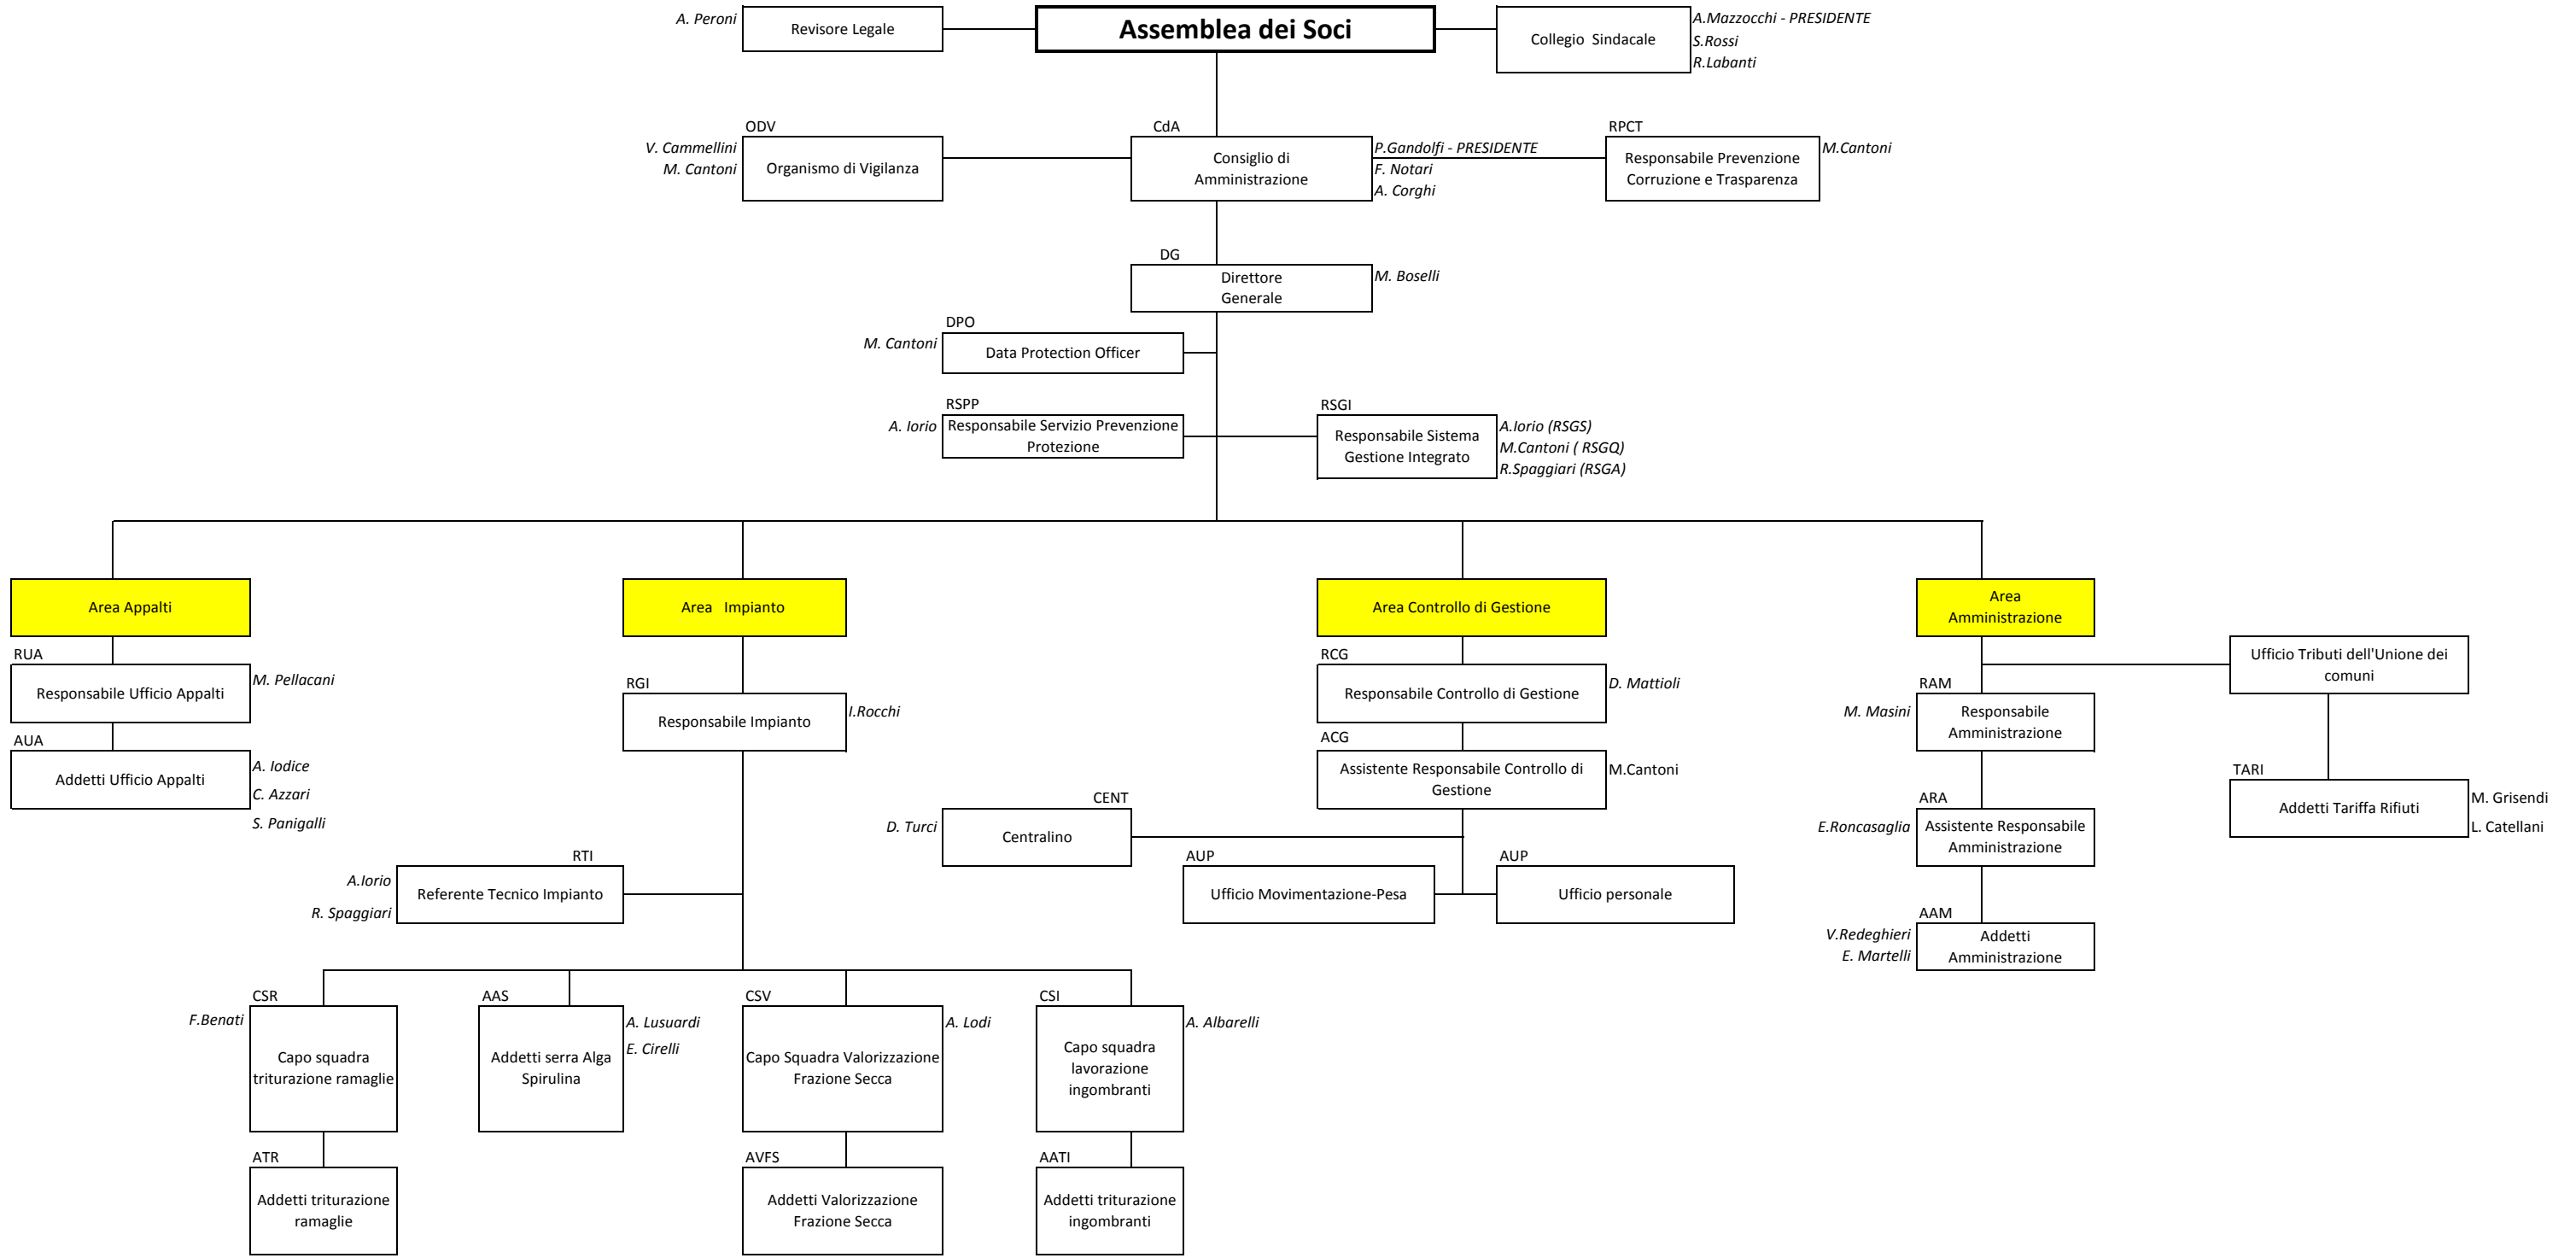 A. Peroni
Revisore Legale
Assemblea dei Soci
Collegio Sindacale
A.Mazzocchi - PRESIDENTE
S.Rossi
R.Labanti
ODV
V. Cammellini
M. Cantoni
Organismo di Vigilanza
CdA
Consiglio di
Amministrazione
P.Gandolfi - PRESIDENTE
F. Notari
A. Corghi
RPCT
Responsabile Prevenzione
Corruzione e Trasparenza
M.Cantoni
DG
Direttore
Generale
M. Boselli
DPO
M. Cantoni
Data Protection Officer
RSPP
A. Iorio
Responsabile Servizio Prevenzione
Protezione
RSGI
Responsabile Sistema
Gestione Integrato
A.Iorio (RSGS)
M.Cantoni ( RSGQ)
R.Spaggiari (RSGA)
Area Appalti
RUA
Responsabile Ufficio Appalti
M. Pellacani
AUA
Addetti Ufficio Appalti
A. Iodice
C. Azzari
S. Panigalli
Area Impianto
RGI
Responsabile Impianto
I.Rocchi
RTI
A.Iorio
R. Spaggiari
Referente Tecnico Impianto
CSR
F.Benati
Capo squadra
triturazione ramaglie
ATR
Addetti triturazione
ramaglie
AAS
Addetti serra Alga
Spirulina
A. Lusuardi
E. Cirelli
CSV
Capo Squadra Valorizzazione
Frazione Secca
A. Lodi
AVFS
Addetti Valorizzazione
Frazione Secca
CSI
Capo squadra
lavorazione
ingombranti
A. Albarelli
AATI
Addetti triturazione
ingombranti
Area Controllo di Gestione
RCG
Responsabile Controllo di Gestione
D. Mattioli
ACG
Assistente Responsabile Controllo di
Gestione
M.Cantoni
CENT
D. Turci
Centralino
AUP
Ufficio Movimentazione-Pesa
AUP
Ufficio personale
Area
Amministrazione
RAM
M. Masini
Responsabile
Amministrazione
ARA
E.Roncasaglia
Assistente Responsabile
Amministrazione
AAM
V.Redeghieri
E. Martelli
Addetti
Amministrazione
Ufficio Tributi dell'Unione dei
comuni
TARI
Addetti Tariffa Rifiuti
M. Grisendi
L. Catellani